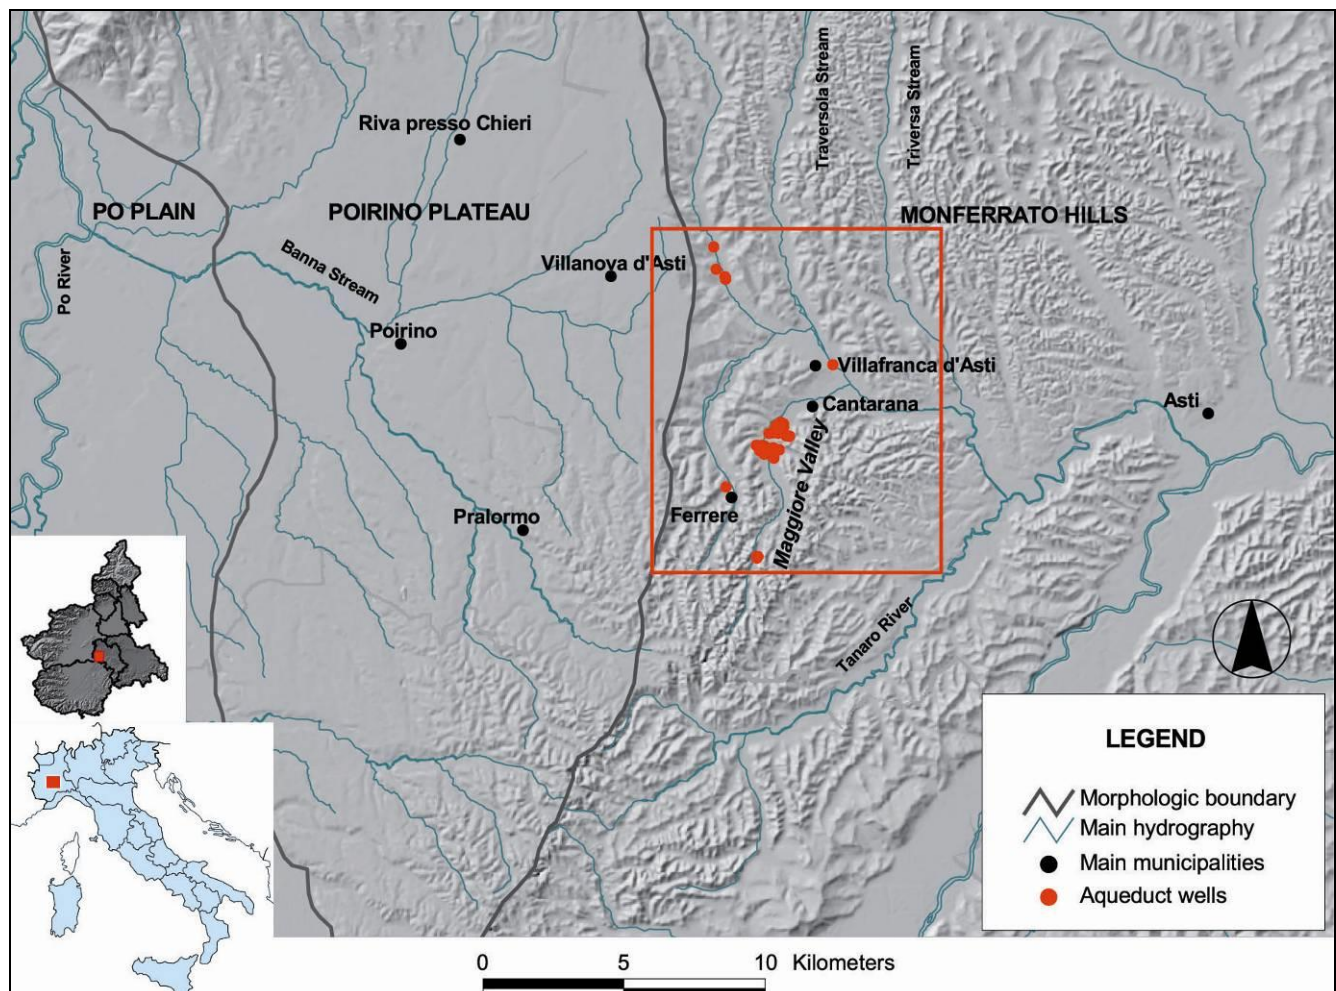 Traversola Stream
Triversa Stream
Riva presso Chieri
PO PLAIN
POIRINO PLATEAU
MONFERRATO HILLS
Po River
Banna Stream
Villanova d'Asti
Poirino
Villafranca d'Asti
Cantarana
Asti
Maggiore Valley
Ferrere
Pralormo
Tanaro River
LEGEND
Morphologic boundary
Main hydrography
Main municipalities
Aqueduct wells
0 5 10 Kilometers